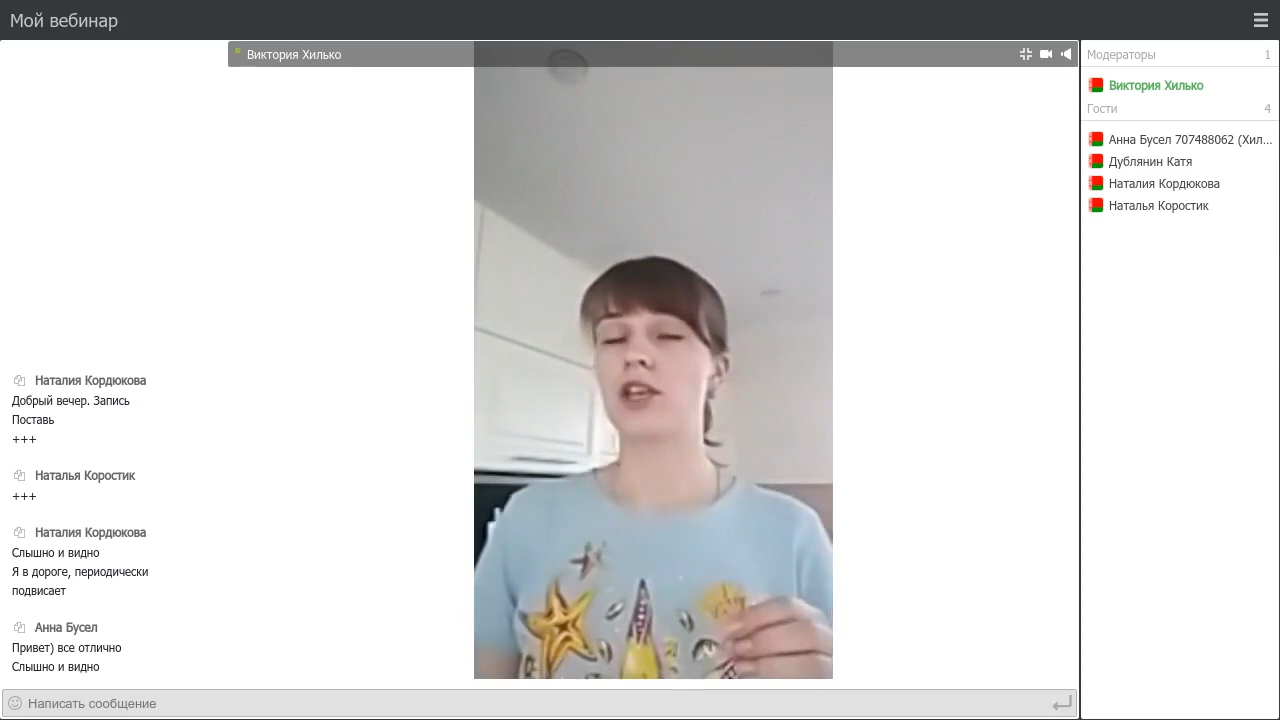 Мой вебинар
Виктория Хилько
Модераторы 1
Виктория Хилько
Гости 4
Анна Бусел 707488062 (Хил...
Дублянин Катя
Наталия Кордюкова
Наталья Коростик
Наталия Кордюкова
Добрый вечер. Запись
Поставь
+++
Наталья Коростик
+++
Наталия Кордюкова
Слышно и видно
Я в дороге, периодически
подвисает
Анна Бусел
Привет) все отлично
Слышно и видно
Написать сообщение